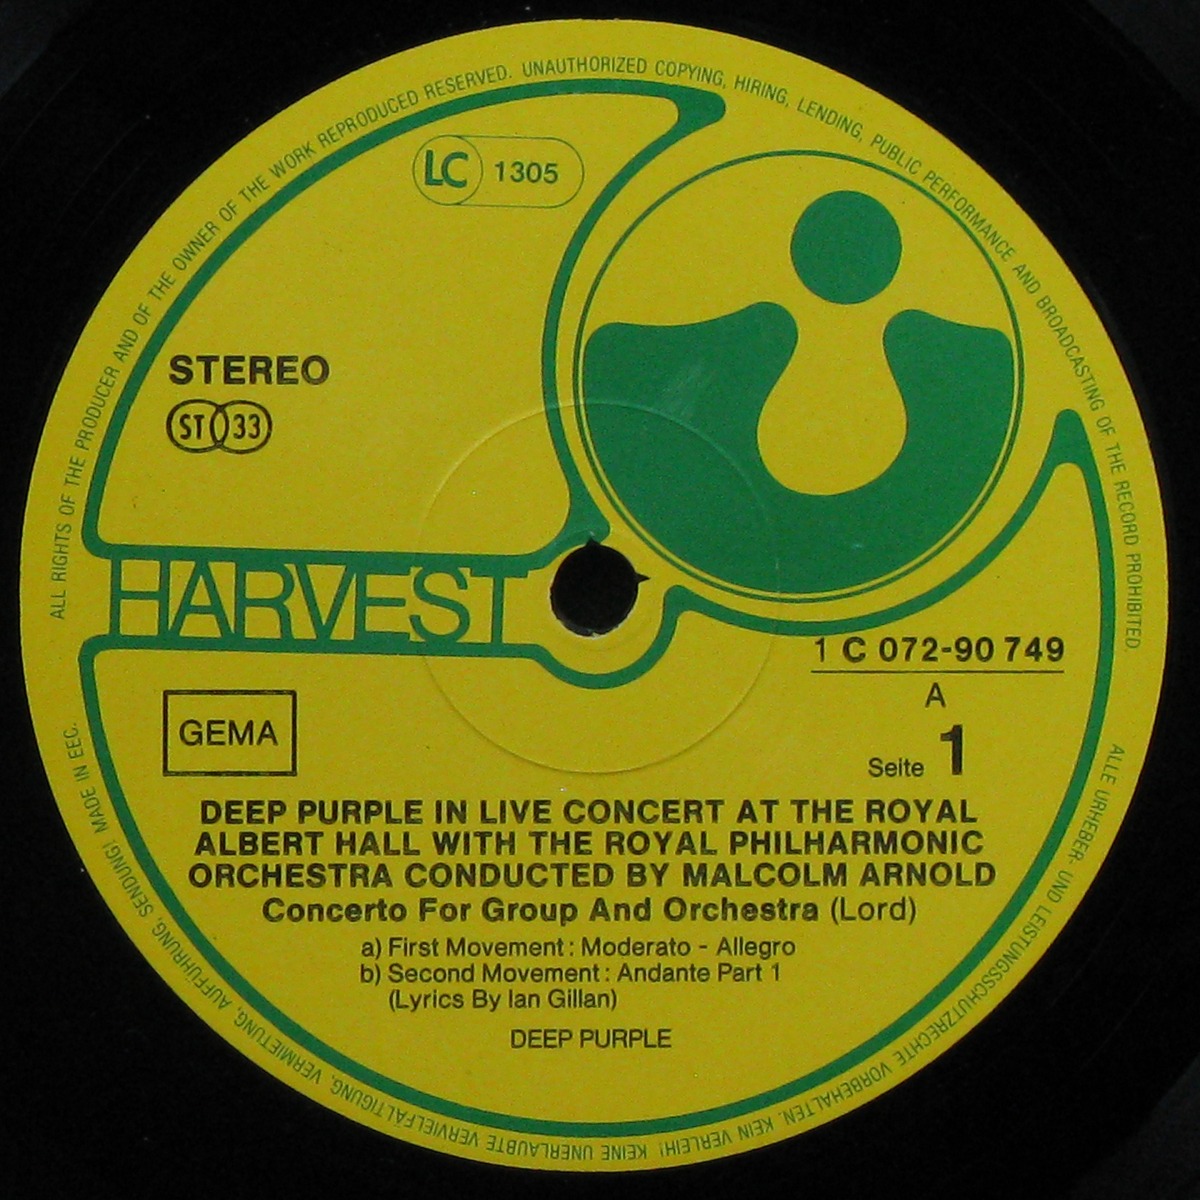 ALL RIGHTS OF THE PRODUCER AND OF THE OWNER OF THE WORK REPRODUCED RESERVED. UNAUTHORIZED COPYING, HIRING, LENDING, PUBLIC PERFORMANCE AND BROADCASTING OF THE RECORD PROHIBITED.
LC 1305
STEREO
ST 33
HARVEST
1 C 072-90 749
A
Seite 1
GEMA
DEEP PURPLE IN LIVE CONCERT AT THE ROYAL
ALBERT HALL WITH THE ROYAL PHILHARMONIC
ORCHESTRA CONDUCTED BY MALCOLM ARNOLD
Concerto For Group And Orchestra (Lord)
a) First Movement: Moderato - Allegro
b) Second Movement: Andante Part 1
(Lyrics By Ian Gillan)
DEEP PURPLE
ALLE URHEBER- UND LEISTUNGSSCHUTZRECHTE VORBEHALTEN. KEIN VERLEIH! KEINE UNERLAUBTE VERVIELFÄLTIGUNG, VERMIETUNG, AUFFÜHRUNG, SENDUNG! MADE IN EEC.